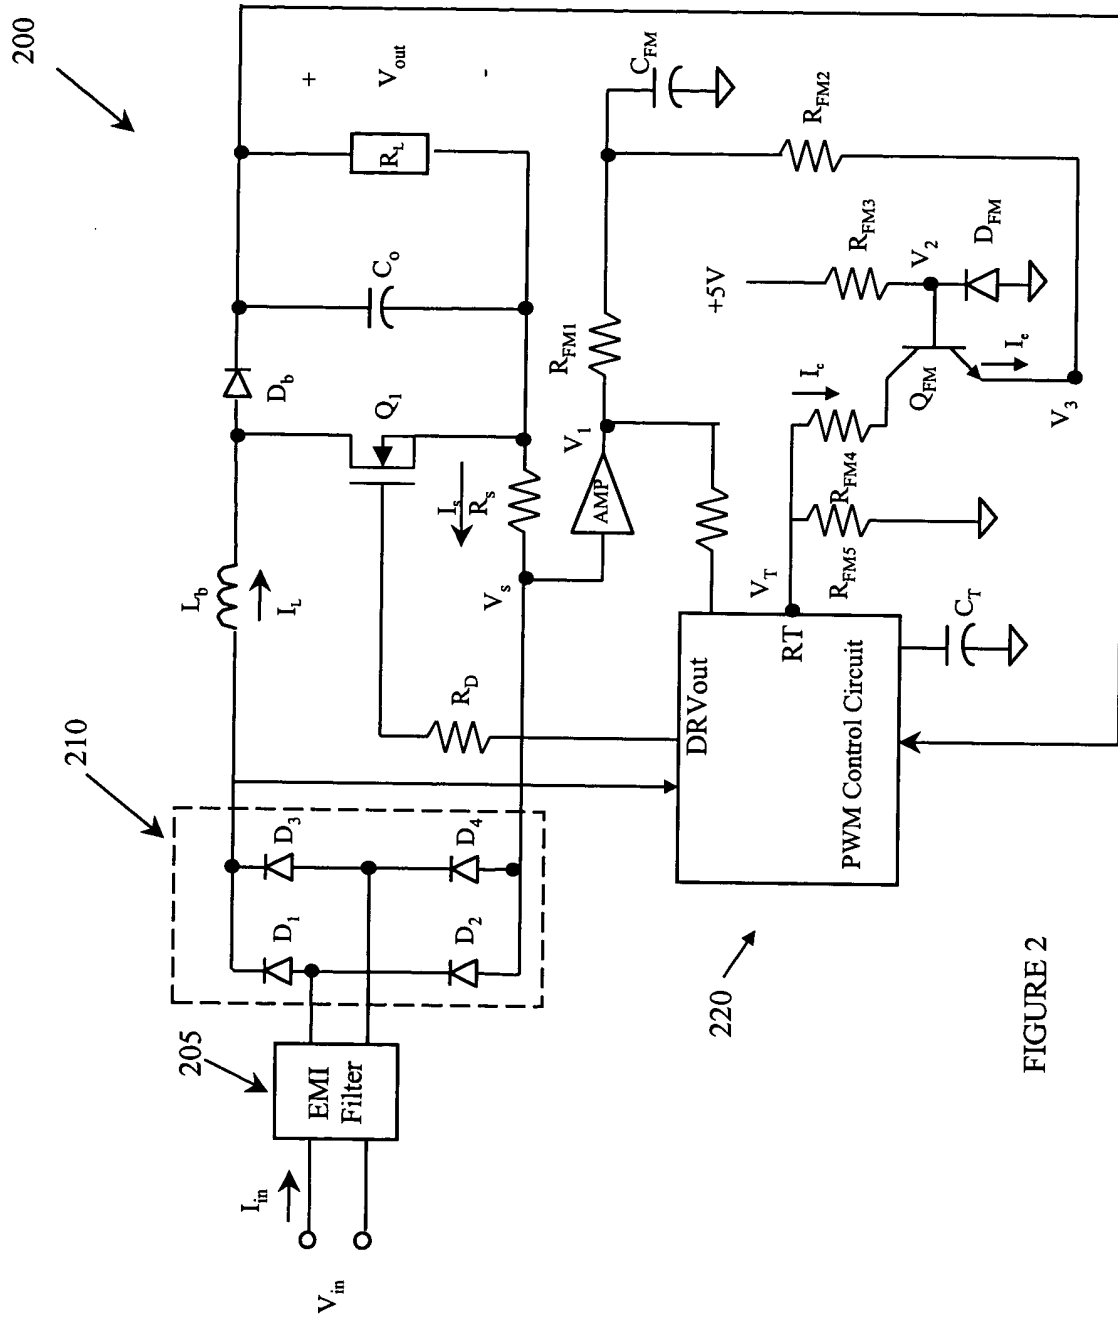 200
210
205
220
V_in
I_in
EMI
Filter
D_1
D_2
D_3
D_4
L_b
I_L
D_b
Q_1
C_o
R_L
+
V_out
-
I_s
R_s
V_s
R_D
AMP
V_1
R_FM1
C_FM
R_FM2
+5V
R_FM3
V_2
D_FM
Q_FM
I_c
I_e
V_3
R_FM4
R_FM5
V_T
RT
DRVout
PWM Control Circuit
C_T
FIGURE 2